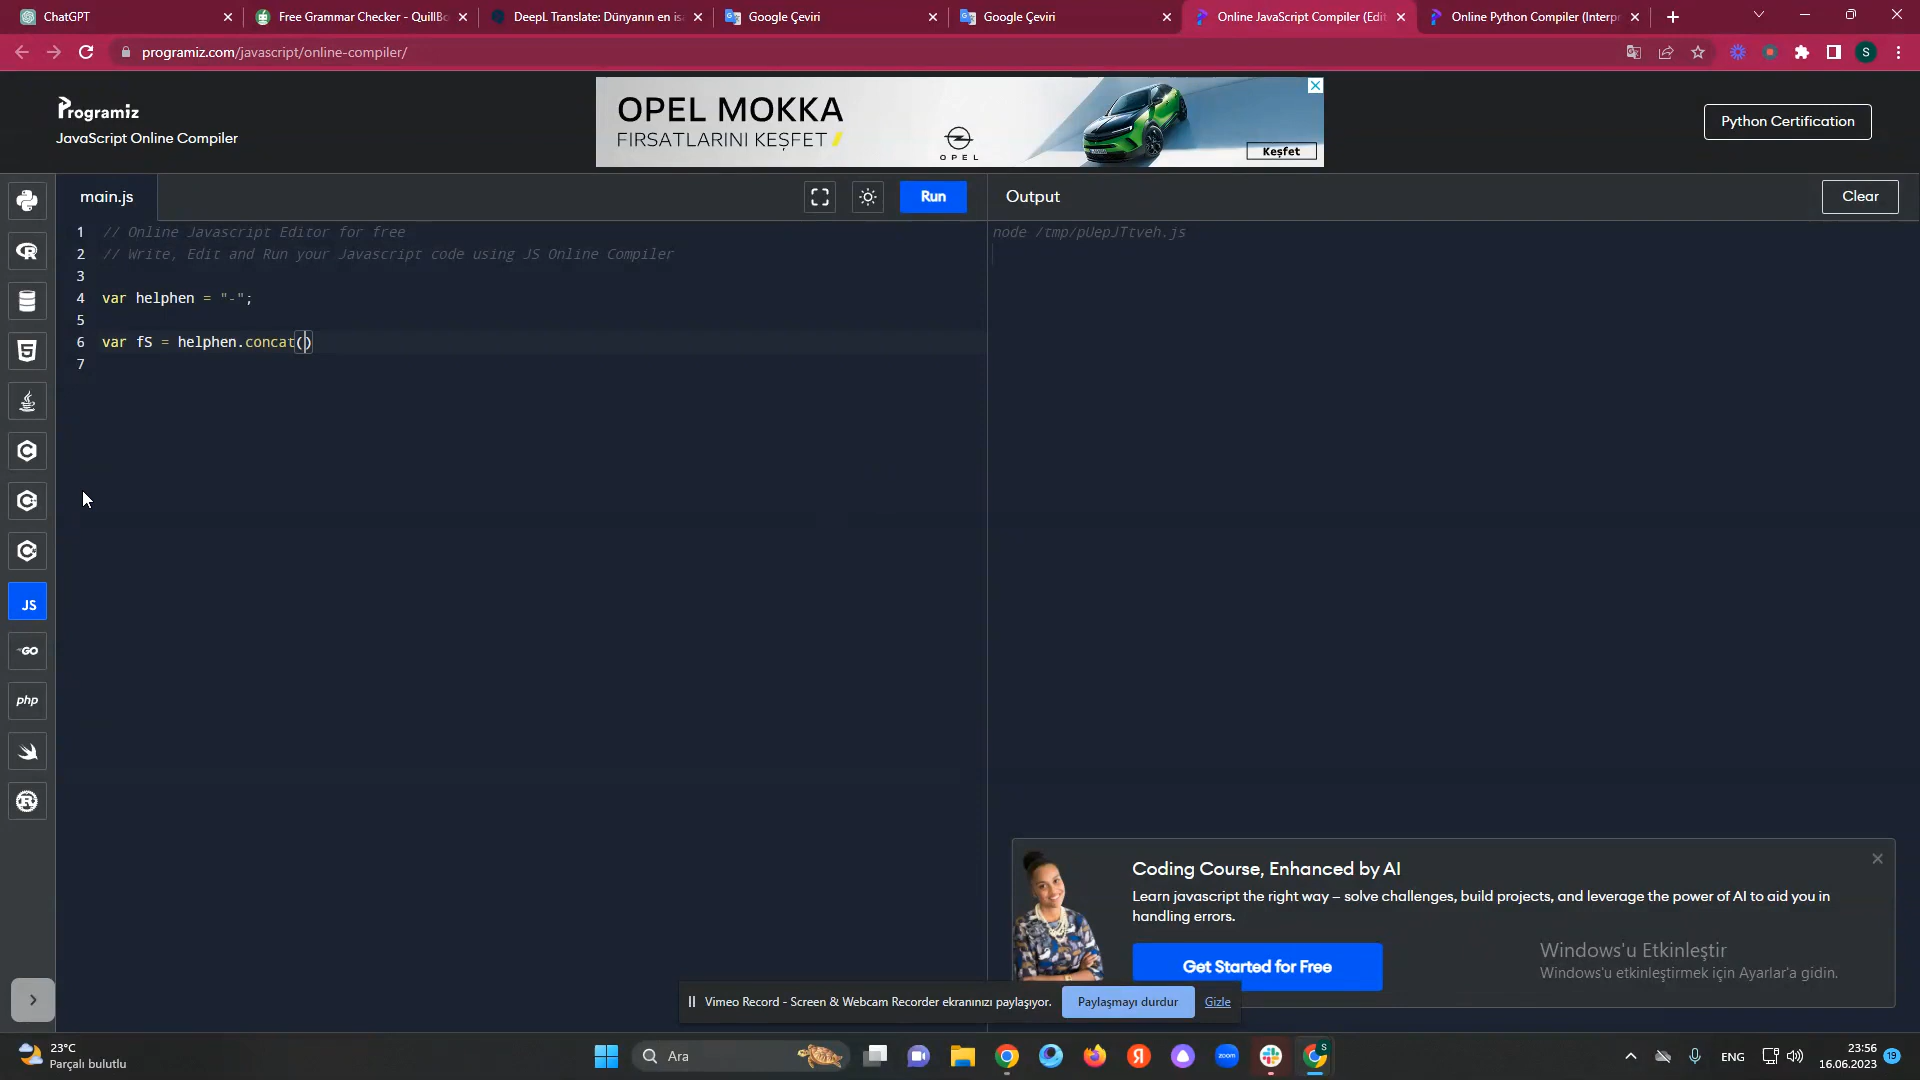 ChatGPT
Free Grammar Checker - QuillBo
DeepL Translate: Dünyanın en is
Google Çeviri
Google Çeviri
Online JavaScript Compiler (Edit
Online Python Compiler (Interpr
programiz.com/javascript/online-compiler/
S
Programiz
JavaScript Online Compiler
OPEL MOKKA
FIRSATLARINI KEŞFET
OPEL
Keşfet
Python Certification
main.js
Run
Output
Clear
1 // Online Javascript Editor for free
2 // Write, Edit and Run your Javascript code using JS Online Compiler
3
4 var helphen = "-";
5
6 var fS = helphen.concat()
7
node /tmp/pUepJTtveh.js
JS
GO
php
Coding Course, Enhanced by AI
Learn javascript the right way – solve challenges, build projects, and leverage the power of AI to aid you in
handling errors.
Get Started for Free
Windows'u Etkinleştir
Windows'u etkinleştirmek için Ayarlar'a gidin.
Vimeo Record - Screen & Webcam Recorder ekranınızı paylaşıyor.
Paylaşmayı durdur
Gizle
23°C
Parçalı bulutlu
Ara
zoom
S
ENG
23:56
16.06.2023
19